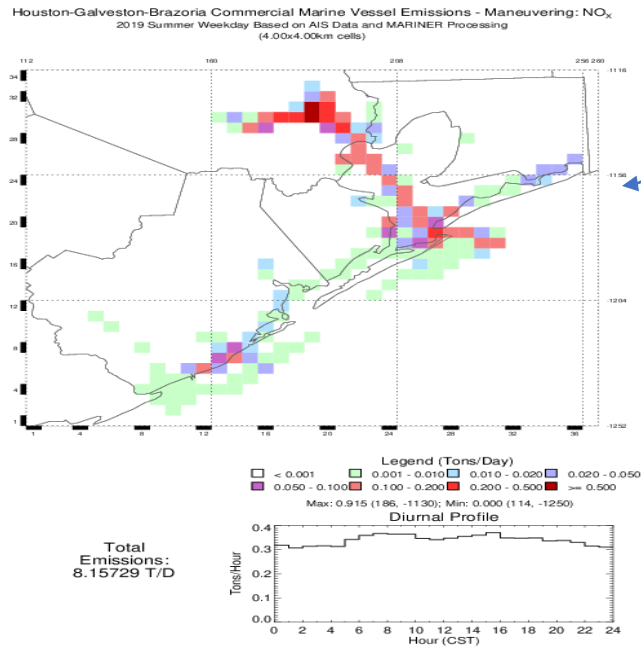 Houston-Galveston-Brazoria Commercial Marine Vessel Emissions - Maneuvering: NOX
2019 Summer Weekday Based on AIS Data and MARINER Processing
(4.00x4.00km cells)
112 160 208 256 260
34 -1116
32
28
24 -1156
20
16
12 -1204
8
4
1 -1252
1 4 8 12 16 20 24 28 32 36
Legend (Tons/Day)
< 0.001 0.001 - 0.010 0.010 - 0.020 0.020 - 0.050
0.050 - 0.100 0.100 - 0.200 0.200 - 0.500 >= 0.500
Max: 0.915 (186, -1130); Min: 0.000 (114, -1250)
Diurnal Profile
Total
Emissions:
8.15729 T/D
Tons/Hour
0.4
0.3
0.2
0.1
0.0
0 2 4 6 8 10 12 14 16 18 20 22 24
Hour (CST)